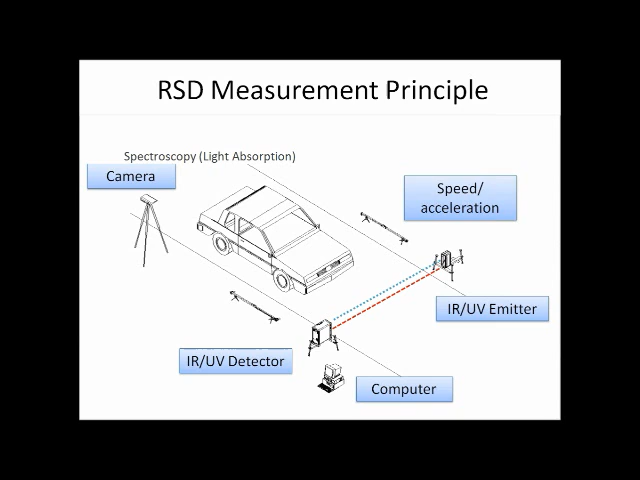 RSD Measurement Principle
Spectroscopy (Light Absorption)
Camera
Speed/
acceleration
IR/UV Emitter
IR/UV Detector
Computer